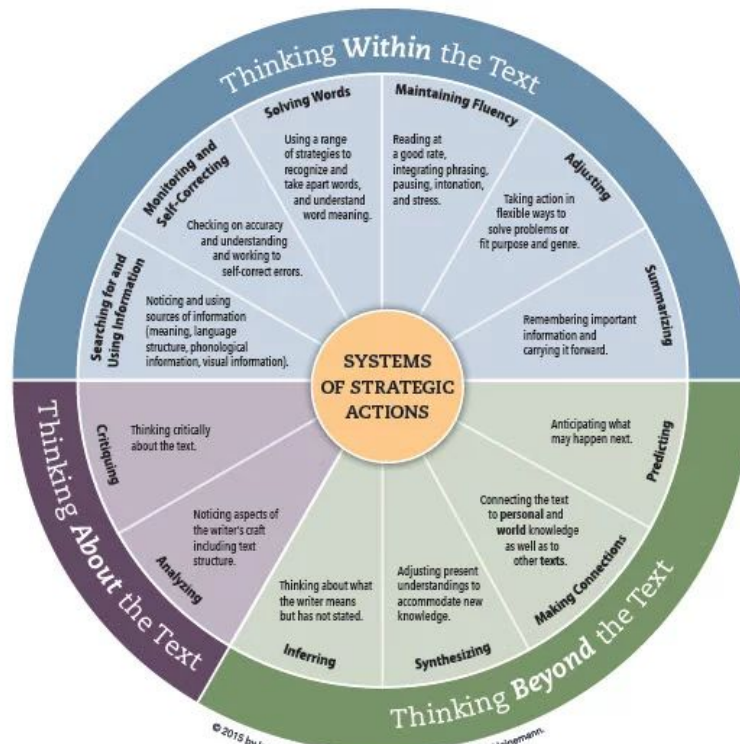 Thinking Within the Text
Searching for and
Using Information
Noticing and using
sources of information
(meaning, language
structure, phonological
information, visual information).
Monitoring and
Self-Correcting
Checking on accuracy
and understanding
and working to
self-correct errors.
Solving Words
Using a range
of strategies to
recognize and
take apart words,
and understand
word meaning.
Maintaining Fluency
Reading at
a good rate,
integrating phrasing,
pausing, intonation,
and stress.
Adjusting
Taking action in
flexible ways to
solve problems or
fit purpose and genre.
Summarizing
Remembering important
information and
carrying it forward.
SYSTEMS
OF STRATEGIC
ACTIONS
Thinking Beyond the Text
Predicting
Anticipating what
may happen next.
Making Connections
Connecting the text
to personal and
world knowledge
as well as to
other texts.
Synthesizing
Adjusting present
understandings to
accommodate new
knowledge.
Inferring
Thinking about what
the writer means
but has not stated.
Thinking About the Text
Analyzing
Noticing aspects of
the writer's craft
including text
structure.
Critiquing
Thinking critically
about the text.
© 2015 by